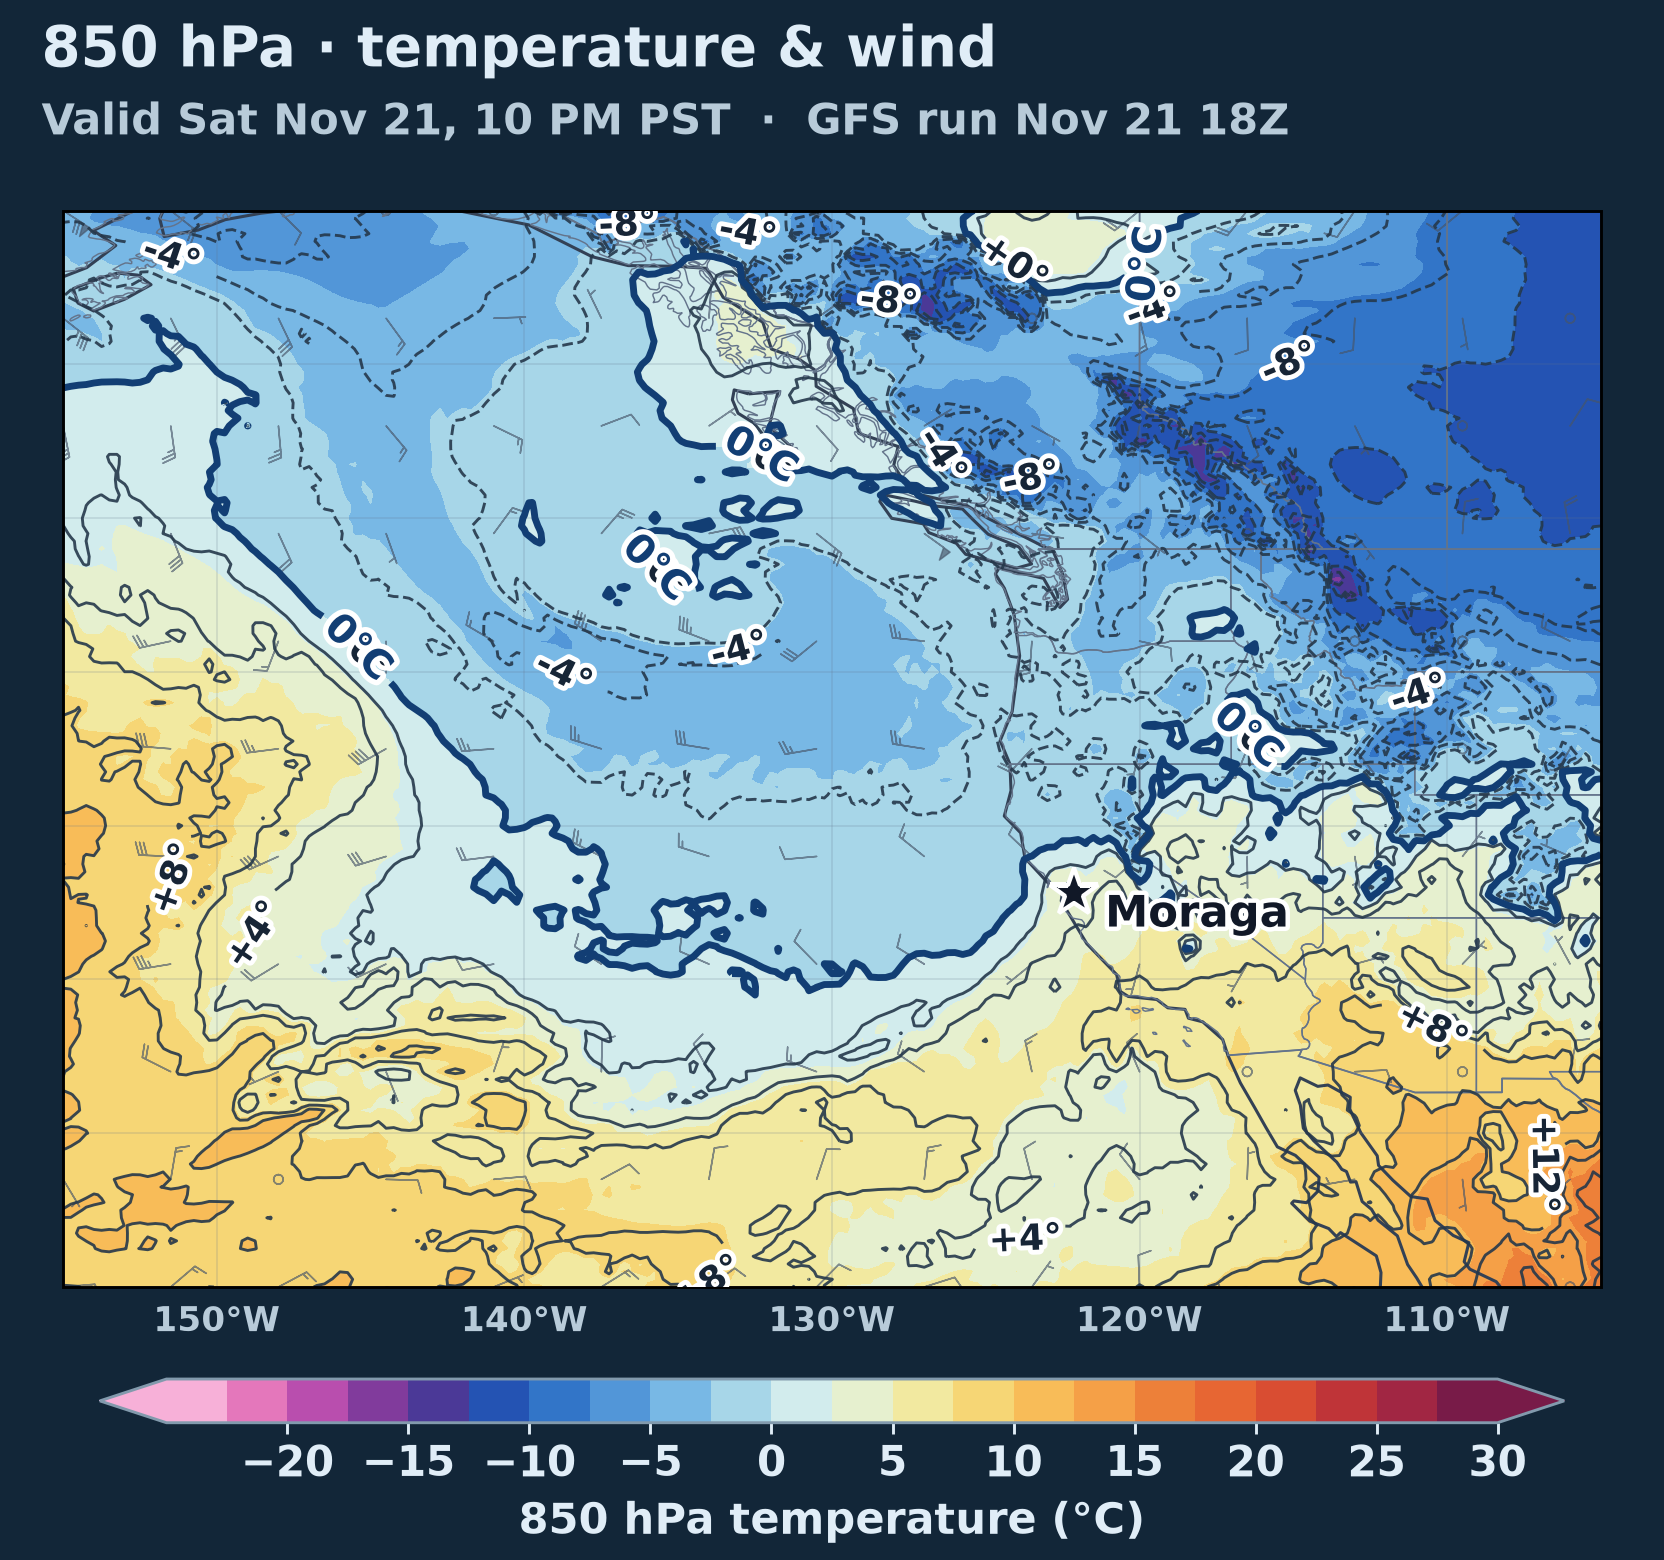 850 hPa · temperature & wind
Valid Sat Nov 21, 10 PM PST · GFS run Nov 21 18Z
-8°
-4°
-4°
+0°
0°C
-4°
-8°
-8°
0°C
-4°
-8°
0°C
0°C
-4°
-4°
-4°
0°C
+8°
+4°
Moraga
+8°
+12°
+4°
8°
150°W 140°W 130°W 120°W 110°W
−20 −15 −10 −5 0 5 10 15 20 25 30
850 hPa temperature (°C)